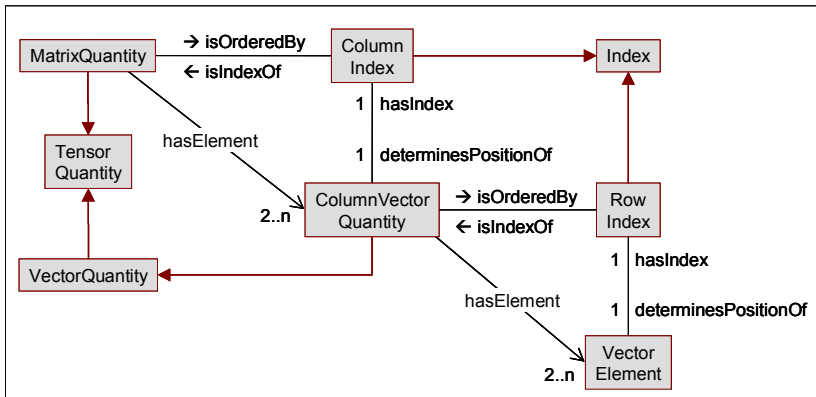 MatrixQuantity
→ isOrderedBy
← isIndexOf
Column
Index
Index
1 hasIndex
hasElement
1 determinesPositionOf
Tensor
Quantity
2..n
ColumnVector
Quantity
→ isOrderedBy
← isIndexOf
Row
Index
VectorQuantity
1 hasIndex
hasElement
1 determinesPositionOf
2..n
Vector
Element